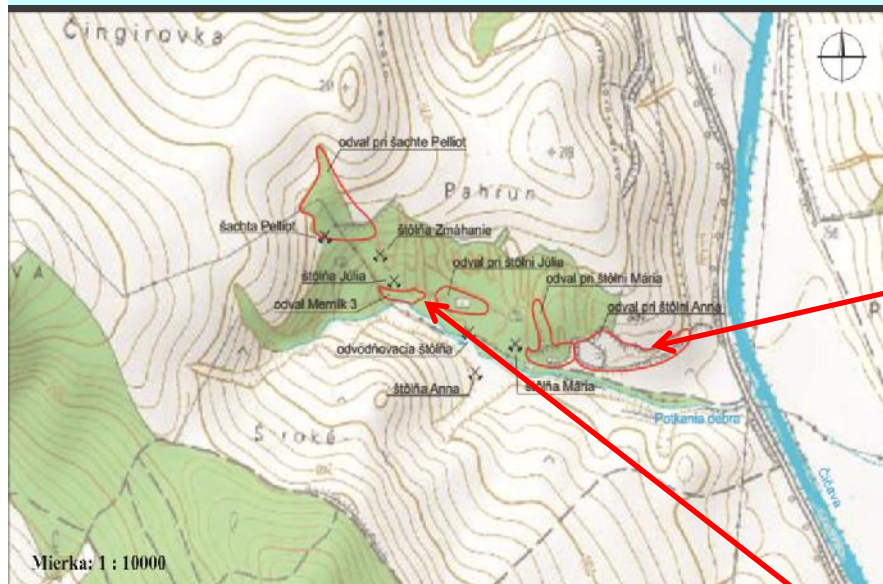 Čingirovka
odval pri šachte Pelliot
218
Pahrun
šachta Pelliot
štôlňa Zmáhanie
štôlňa Júlia
odval pri štôlni Júlia
odval pri štôlni Mária
odval Merník 3
odval pri štôlni Anna
odvodňovacia štôlňa
štôlňa Anna
štôlňa Mária
Potkania debra
Široké
Čičava
Mierka: 1 : 10000